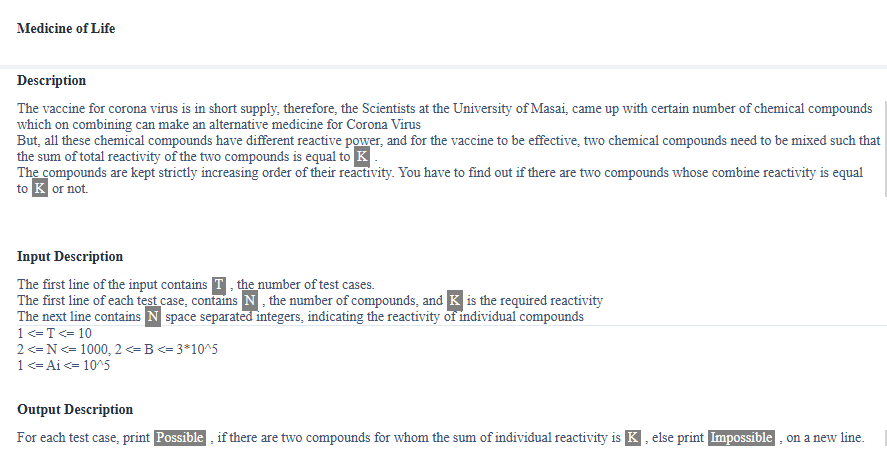 Medicine of Life
Description
The vaccine for corona virus is in short supply, therefore, the Scientists at the University of Masai, came up with certain number of chemical compounds
which on combining can make an alternative medicine for Corona Virus
But, all these chemical compounds have different reactive power, and for the vaccine to be effective, two chemical compounds need to be mixed such that
the sum of total reactivity of the two compounds is equal to K .
The compounds are kept strictly increasing order of their reactivity. You have to find out if there are two compounds whose combine reactivity is equal
to K or not.
Input Description
The first line of the input contains T , the number of test cases.
The first line of each test case, contains N , the number of compounds, and K is the required reactivity
The next line contains N space separated integers, indicating the reactivity of individual compounds
1 <= T <= 10
2 <= N <= 1000, 2 <= B <= 3*10^5
1 <= Ai <= 10^5
Output Description
For each test case, print Possible , if there are two compounds for whom the sum of individual reactivity is K , else print Impossible , on a new line.